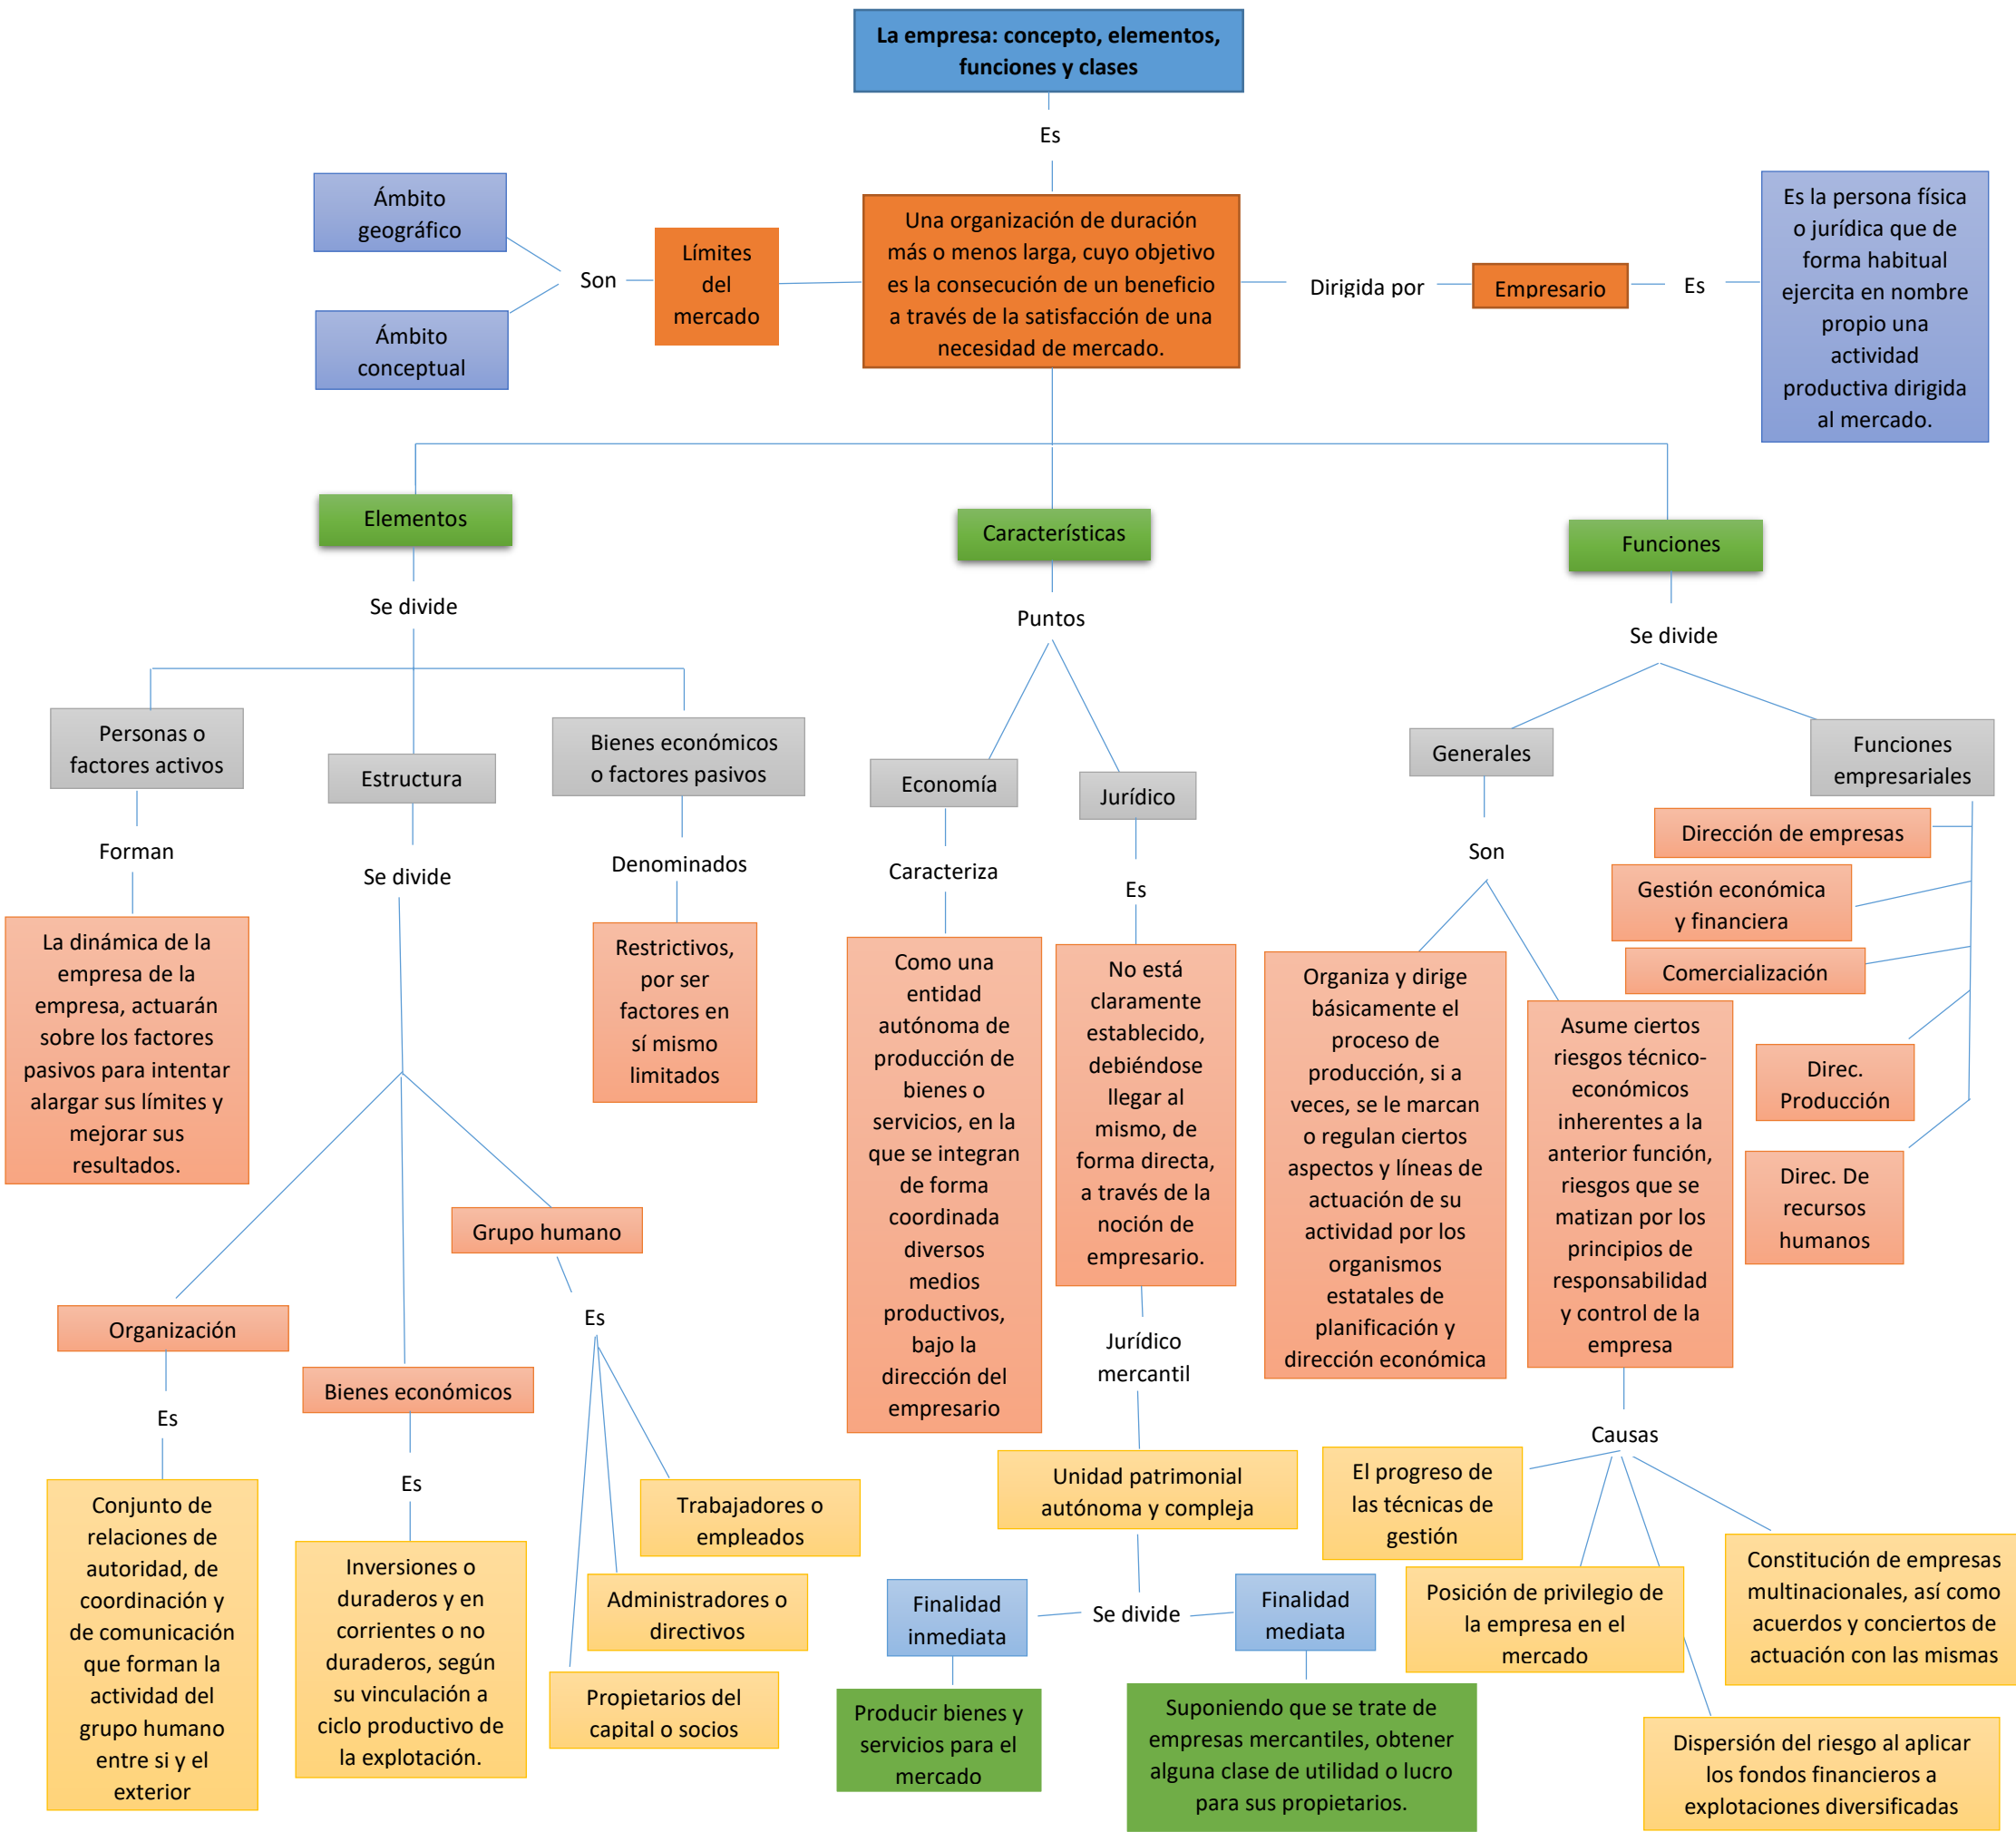 La empresa: concepto, elementos,
funciones y clases
Es
Ámbito
geográfico
Ámbito
conceptual
Son
Límites
del
mercado
Una organización de duración
más o menos larga, cuyo objetivo
es la consecución de un beneficio
a través de la satisfacción de una
necesidad de mercado.
Dirigida por
Empresario
Es
Es la persona física
o jurídica que de
forma habitual
ejercita en nombre
propio una
actividad
productiva dirigida
al mercado.
Elementos
Se divide
Personas o
factores activos
Forman
La dinámica de la
empresa de la
empresa, actuarán
sobre los factores
pasivos para intentar
alargar sus límites y
mejorar sus
resultados.
Estructura
Se divide
Bienes económicos
o factores pasivos
Denominados
Restrictivos,
por ser
factores en
sí mismo
limitados
Organización
Es
Conjunto de
relaciones de
autoridad, de
coordinación y
de comunicación
que forman la
actividad del
grupo humano
entre si y el
exterior
Bienes económicos
Es
Inversiones o
duraderos y en
corrientes o no
duraderos, según
su vinculación a
ciclo productivo de
la explotación.
Grupo humano
Es
Trabajadores o
empleados
Administradores o
directivos
Propietarios del
capital o socios
Característicás
Puntos
Economía
Caracteriza
Como una
entidad
autónoma de
producción de
bienes o
servicios, en la
que se integran
de forma
coordinada
diversos
medios
productivos,
bajo la
dirección del
empresario
Jurídico
Es
No está
claramente
establecido,
debiéndose
llegar al
mismo, de
forma directa,
a través de la
noción de
empresario.
Jurídico
mercantil
Unidad patrimonial
autónoma y compleja
Se divide
Finalidad
inmediata
Producir bienes y
servicios para el
mercado
Finalidad
mediata
Suponiendo que se trate de
empresas mercantiles, obtener
alguna clase de utilidad o lucro
para sus propietarios.
Funciones
Se divide
Generales
Son
Organiza y dirige
básicamente el
proceso de
producción, si a
veces, se le marcan
o regulan ciertos
aspectos y líneas de
actuación de su
actividad por los
organismos
estatales de
planificación y
dirección económica
Asume ciertos
riesgos técnico-
económicos
inherentes a la
anterior función,
riesgos que se
matizan por los
principios de
responsabilidad
y control de la
empresa
Causas
El progreso de
las técnicas de
gestión
Posición de privilegio de
la empresa en el
mercado
Constitución de empresas
multinacionales, así como
acuerdos y conciertos de
actuación con las mismas
Dispersión del riesgo al aplicar
los fondos financieros a
explotaciones diversificadas
Funciones
empresariales
Dirección de empresas
Gestión económica
y financiera
Comercialización
Direc.
Producción
Direc. De
recursos
humanos